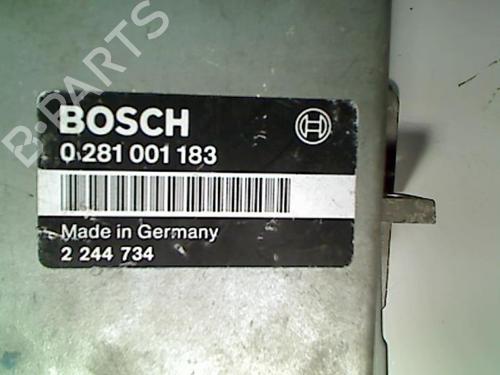 B-PARTS
BOSCH
0 281 001 183
Made in Germany
2 244 734